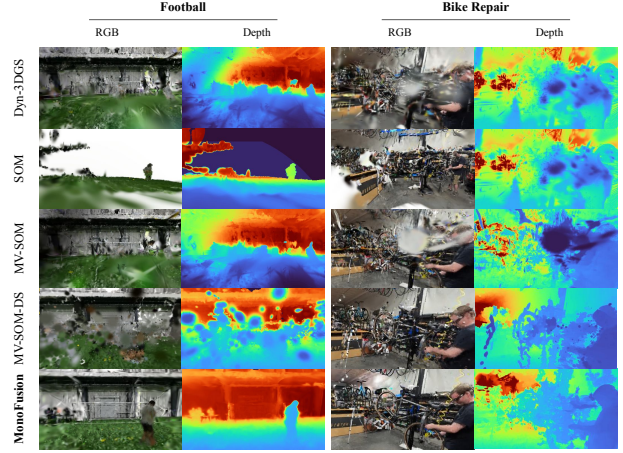 Football
Bike Repair
RGB
Depth
RGB
Depth
Dyn-3DGS
SOM
MV-SOM
MV-SOM-DS
MonoFusion